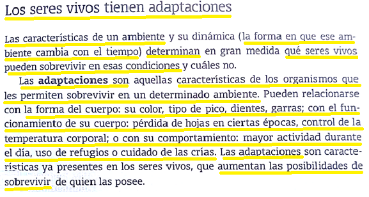 Los seres vivos tienen adaptaciones
Las características de un ambiente y su dinámica (la forma en que ese am-
biente cambia con el tiempo) determinan en gran medida qué seres vivos
pueden sobrevivir en esas condiciones y cuáles no.
Las adaptaciones son aquellas características de los organismos que
les permiten sobrevivir en un determinado ambiente. Pueden relacionarse
con la forma del cuerpo: su color, tipo de pico, dientes, garras; con el fun-
cionamiento de su cuerpo: pérdida de hojas en ciertas épocas, control de la
temperatura corporal; o con su comportamiento: mayor actividad durante
el día, uso de refugios o cuidado de las crías. Las adaptaciones son caracte-
rísticas ya presentes en los seres vivos, que aumentan las posibilidades de
sobrevivir de quien las posee.